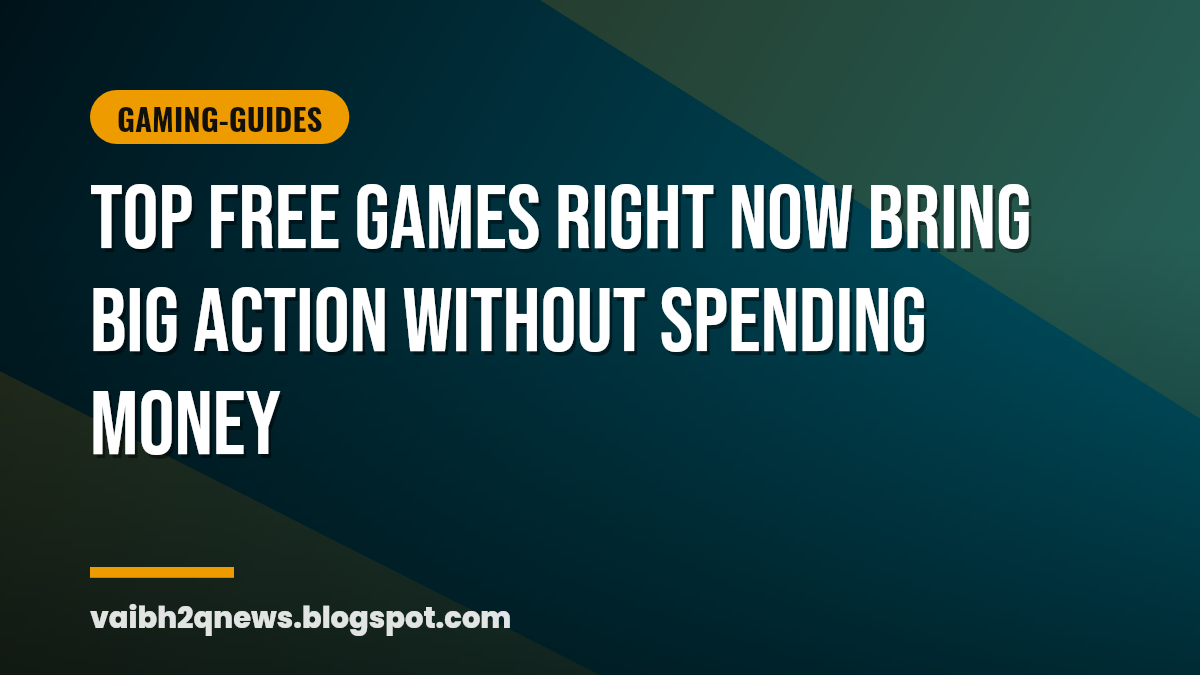 GAMING-GUIDES
TOP FREE GAMES RIGHT NOW BRING
BIG ACTION WITHOUT SPENDING
MONEY
vaibh2qnews.blogspot.com